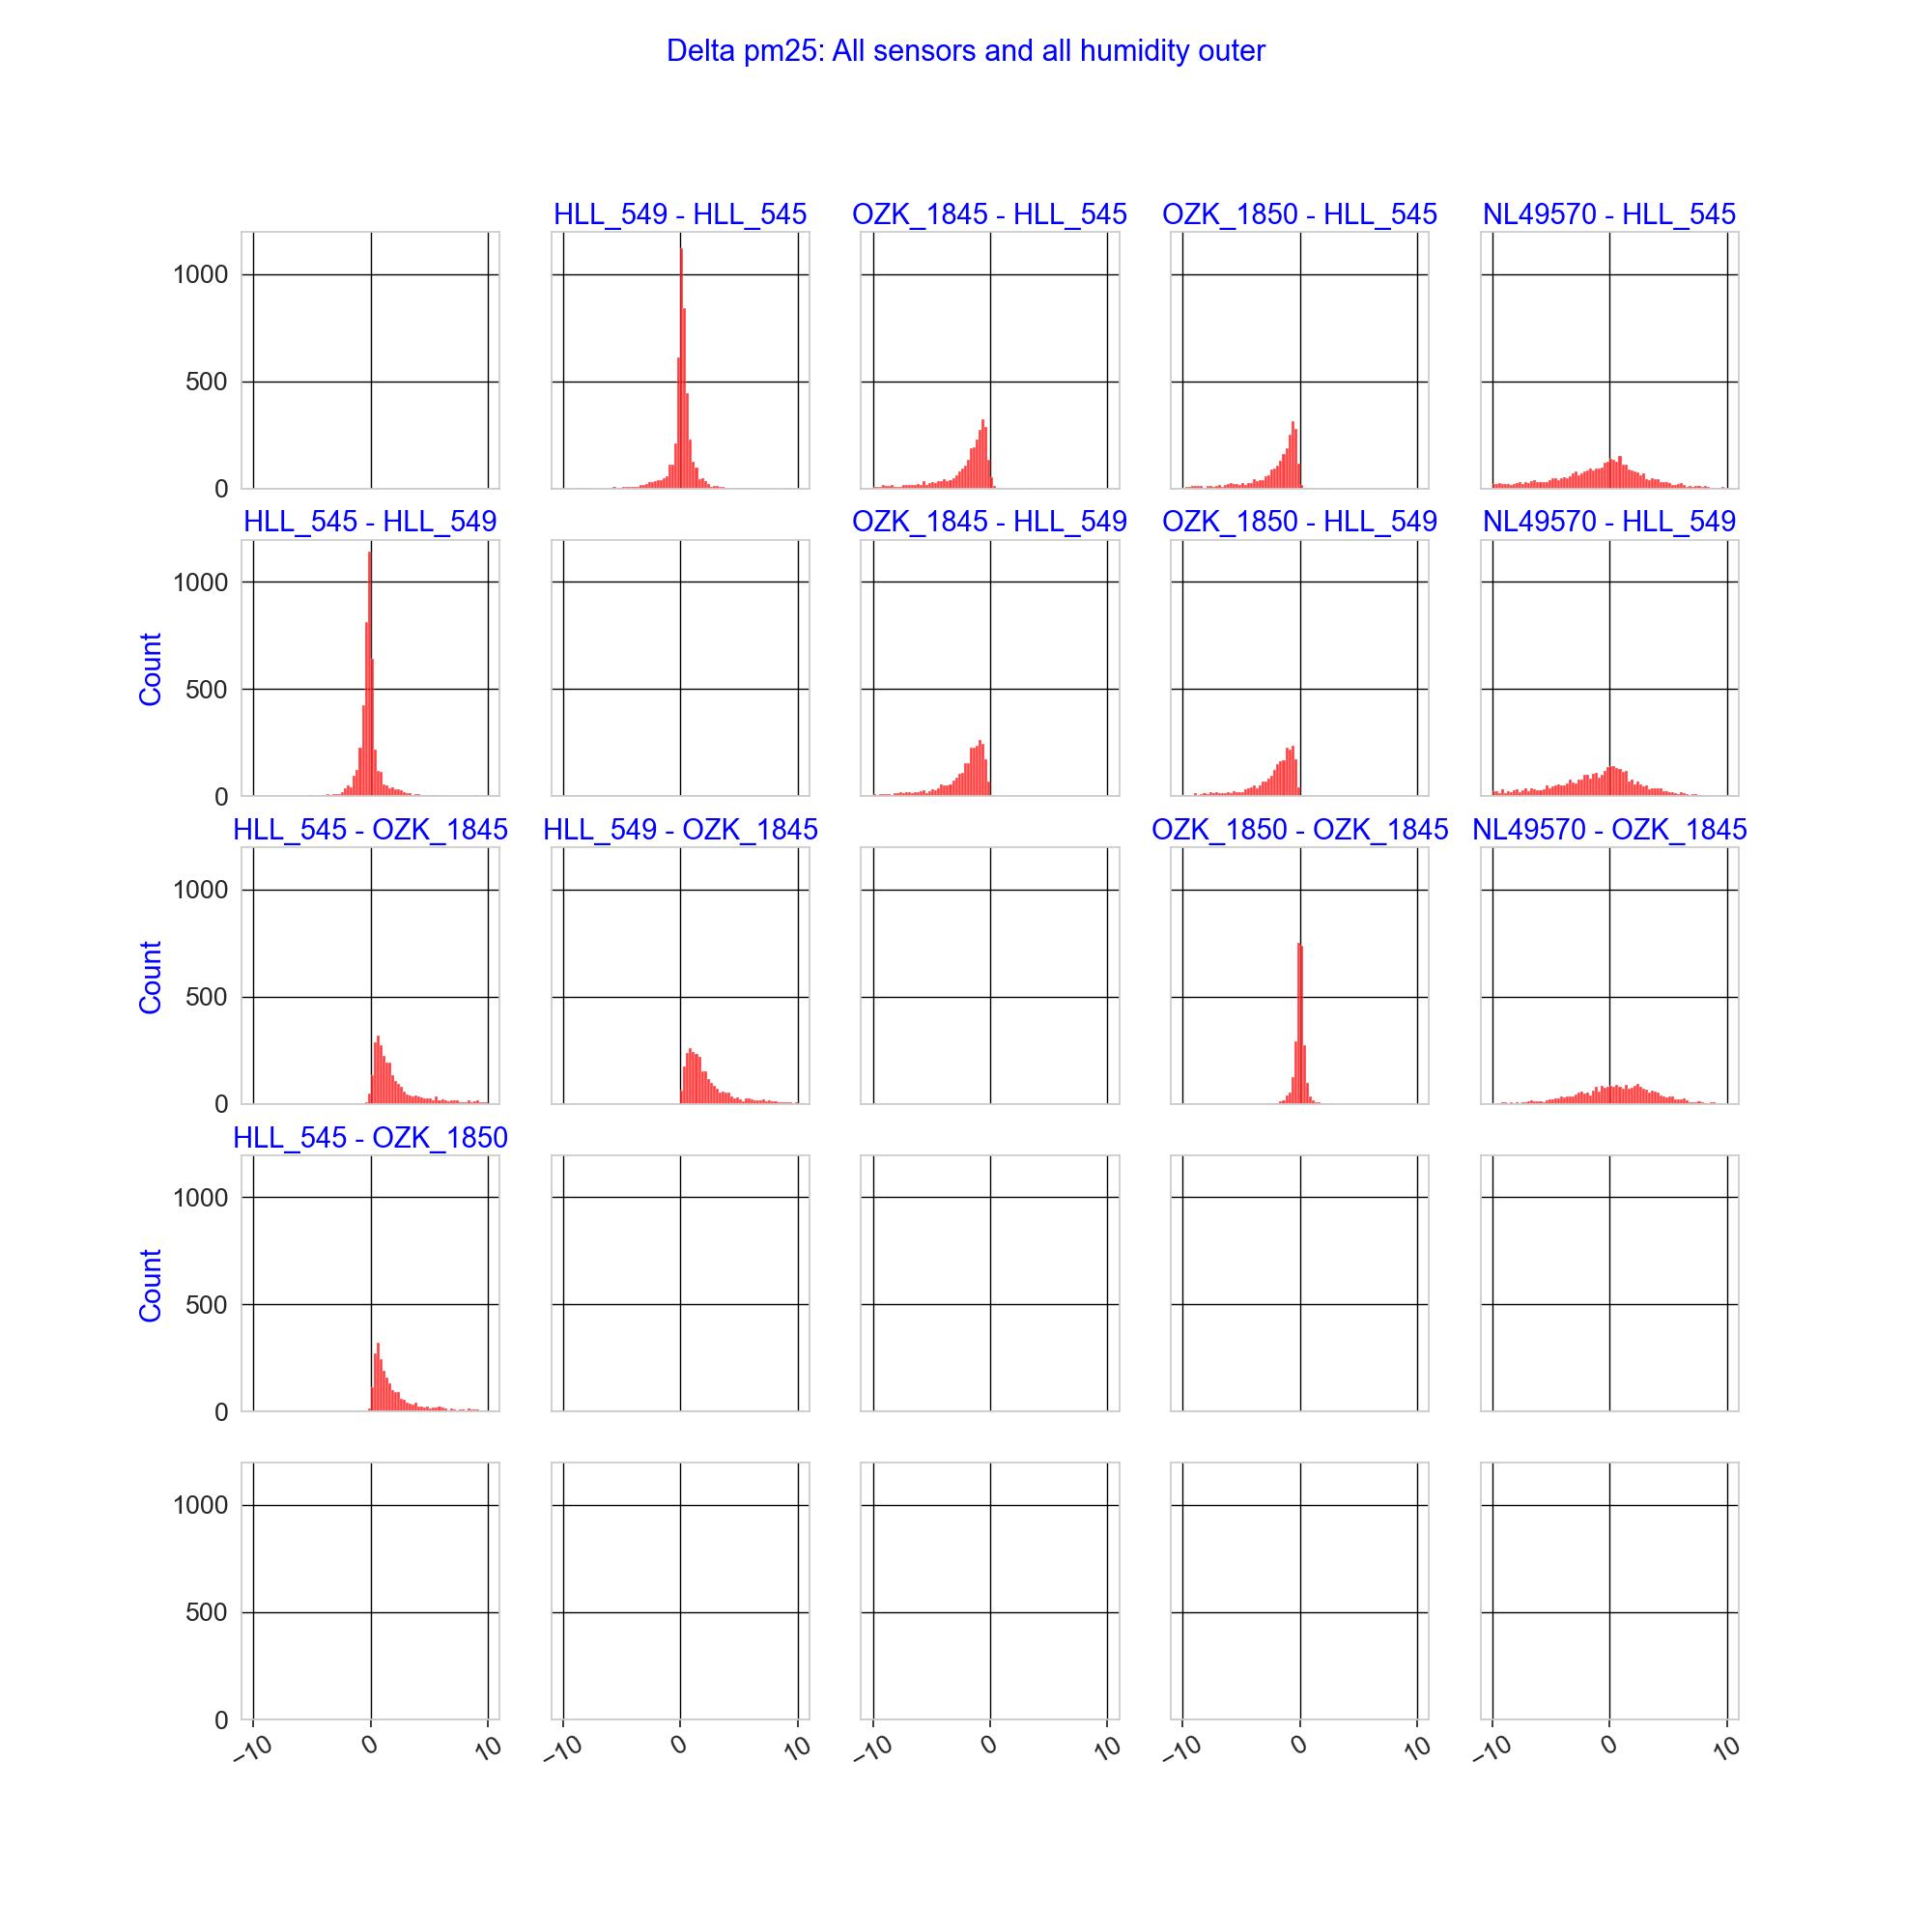 Delta pm25: All sensors and all humidity outer
HLL_549 - HLL_545 OZK_1845 - HLL_545 OZK_1850 - HLL_545 NL49570 - HLL_545
1000
500
0
HLL_545 - HLL_549 OZK_1845 - HLL_549 OZK_1850 - HLL_549 NL49570 - HLL_549
1000
Count
500
0
HLL_545 - OZK_1845 HLL_549 - OZK_1845 OZK_1850 - OZK_1845 NL49570 - OZK_1845
1000
Count
500
0
HLL_545 - OZK_1850
1000
Count
500
0
1000
500
0
−10 0 10 −10 0 10 −10 0 10 −10 0 10 −10 0 10